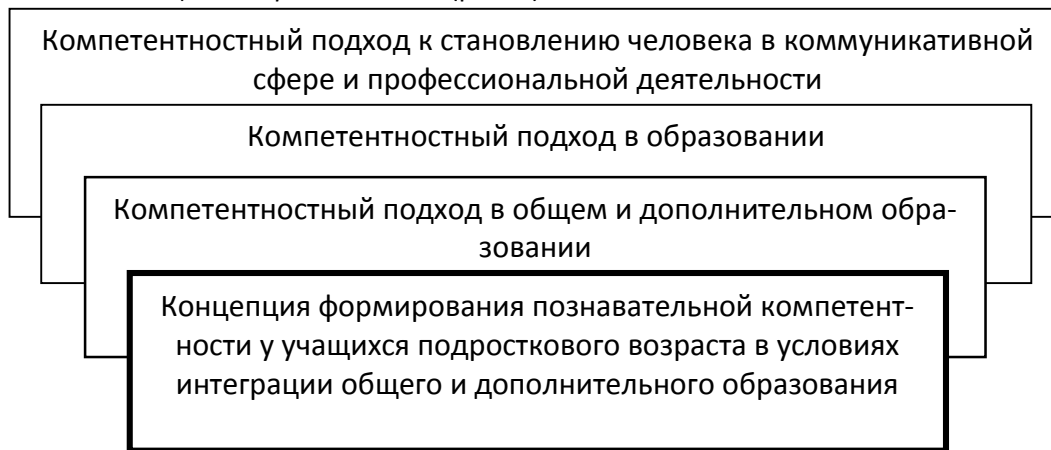 Компетентностный подход к становлению человека в коммуникативной
сфере и профессиональной деятельности
Компетентностный подход в образовании
Компетентностный подход в общем и дополнительном обра-
зовании
Концепция формирования познавательной компетент-
ности у учащихся подросткового возраста в условиях
интеграции общего и дополнительного образования